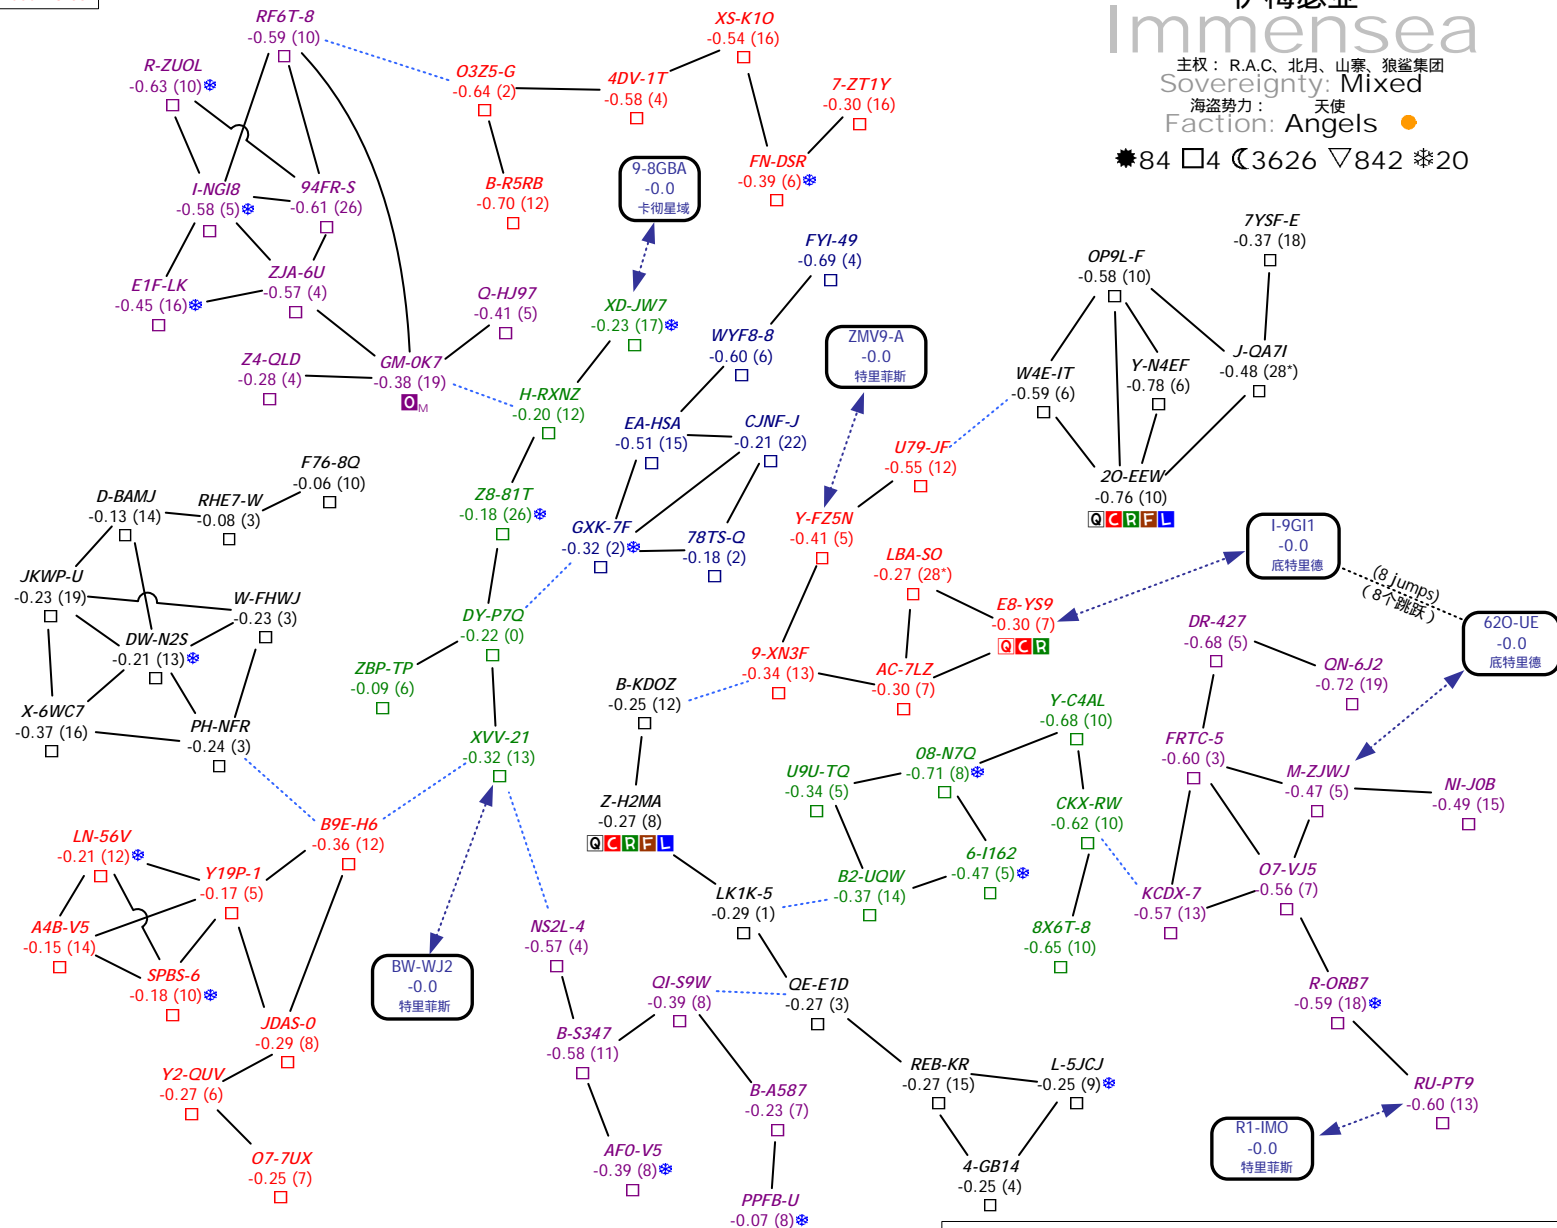 Immensea
主权： R.A.C、北月、山寨、狼鲨集团
Sovereignty: Mixed
海盗势力： 天使
Faction: Angels
84 4 3626 842 20
RF6T-8
-0.59 (10)
XS-K1O
-0.54 (16)
R-ZUOL
-0.63 (10)
O3Z5-G
-0.64 (2)
4DV-1T
-0.58 (4)
7-ZT1Y
-0.30 (16)
FN-DSR
-0.39 (6)
9-8GBA
-0.0
卡彻星域
B-R5RB
-0.70 (12)
I-NGI8
-0.58 (5)
94FR-S
-0.61 (26)
7YSF-E
-0.37 (18)
FYI-49
-0.69 (4)
OP9L-F
-0.58 (10)
ZJA-6U
-0.57 (4)
E1F-LK
-0.45 (16)
Q-HJ97
-0.41 (5)
XD-JW7
-0.23 (17)
WYF8-8
-0.60 (6)
ZMV9-A
-0.0
特里菲斯
J-QA7I
-0.48 (28*)
Z4-QLD
-0.28 (4)
GM-0K7
-0.38 (19)
O M
W4E-IT
-0.59 (6)
Y-N4EF
-0.78 (6)
H-RXNZ
-0.20 (12)
EA-HSA
-0.51 (15)
CJNF-J
-0.21 (22)
U79-JF
-0.55 (12)
F76-8Q
-0.06 (10)
2O-EEW
-0.76 (10)
Q C R F L
D-BAMJ
-0.13 (14)
RHE7-W
-0.08 (3)
Z8-81T
-0.18 (26)
Y-FZ5N
-0.41 (5)
GXK-7F
-0.32 (2)
78TS-Q
-0.18 (2)
I-9GI1
-0.0
底特里德
LBA-SO
-0.27 (28*)
(8 jumps)
（8个跳跃）
JKWP-U
-0.23 (19)
W-FHWJ
-0.23 (3)
E8-YS9
-0.30 (7)
Q C R
DY-P7Q
-0.22 (0)
DR-427
-0.68 (5)
62O-UE
-0.0
底特里德
DW-N2S
-0.21 (13)
ZBP-TP
-0.09 (6)
9-XN3F
-0.34 (13)
AC-7LZ
-0.30 (7)
QN-6J2
-0.72 (19)
B-KDOZ
-0.25 (12)
Y-C4AL
-0.68 (10)
X-6WC7
-0.37 (16)
PH-NFR
-0.24 (3)
XVV-21
-0.32 (13)
FRTC-5
-0.60 (3)
08-N7Q
-0.71 (8)
U9U-TQ
-0.34 (5)
M-ZJWJ
-0.47 (5)
NI-J0B
-0.49 (15)
Z-H2MA
-0.27 (8)
Q C R F L
CKX-RW
-0.62 (10)
LN-56V
-0.21 (12)
B9E-H6
-0.36 (12)
6-I162
-0.47 (5)
Y19P-1
-0.17 (5)
B2-UQW
-0.37 (14)
O7-VJ5
-0.56 (7)
LK1K-5
-0.29 (1)
KCDX-7
-0.57 (13)
A4B-V5
-0.15 (14)
NS2L-4
-0.57 (4)
8X6T-8
-0.65 (10)
SPBS-6
-0.18 (10)
BW-WJ2
-0.0
特里菲斯
QI-S9W
-0.39 (8)
QE-E1D
-0.27 (3)
R-ORB7
-0.59 (18)
JDAS-0
-0.29 (8)
B-S347
-0.58 (11)
REB-KR
-0.27 (15)
L-5JCJ
-0.25 (9)
Y2-QUV
-0.27 (6)
B-A587
-0.23 (7)
RU-PT9
-0.60 (13)
R1-IMO
-0.0
特里菲斯
O7-7UX
-0.25 (7)
AF0-V5
-0.39 (8)
4-GB14
-0.25 (4)
PPFB-U
-0.07 (8)